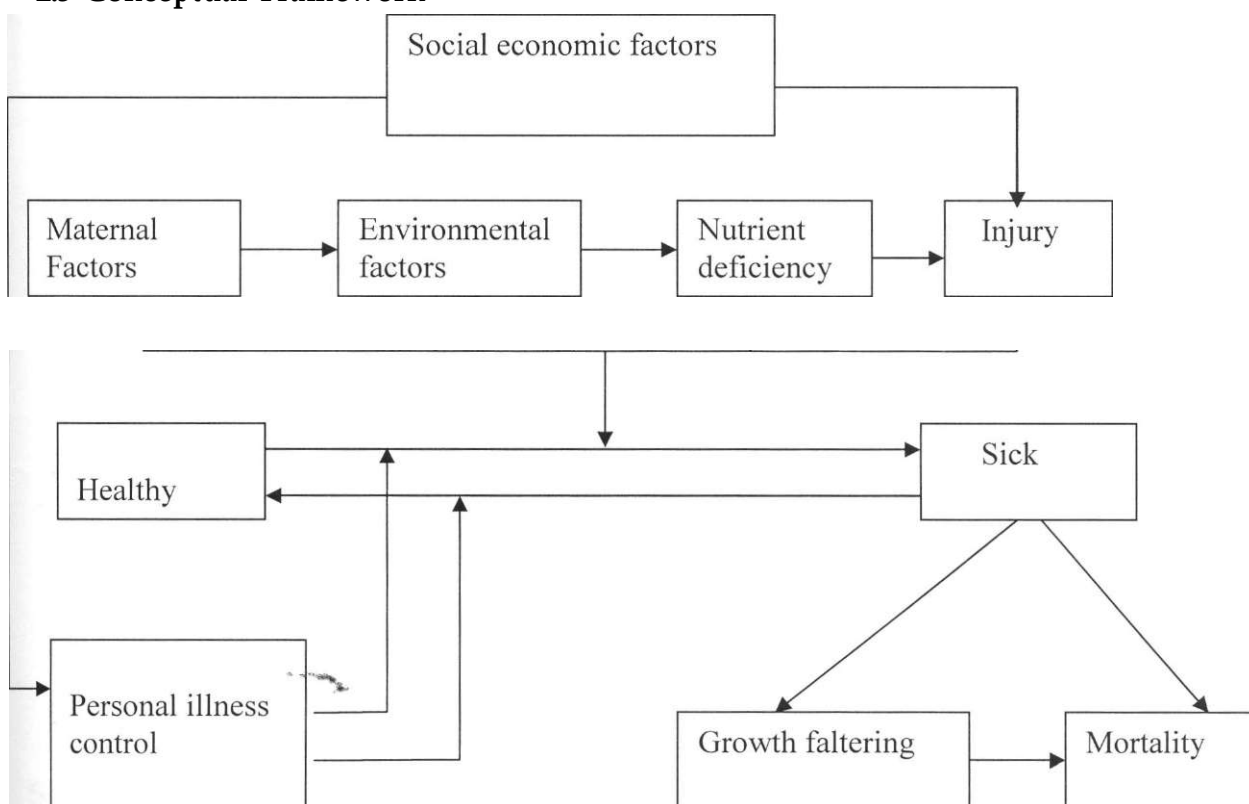 Social economic factors
Maternal
Factors
Environmental
factors
Nutrient
deficiency
Injury
Healthy
Sick
Personal illness
control
Growth faltering
Mortality